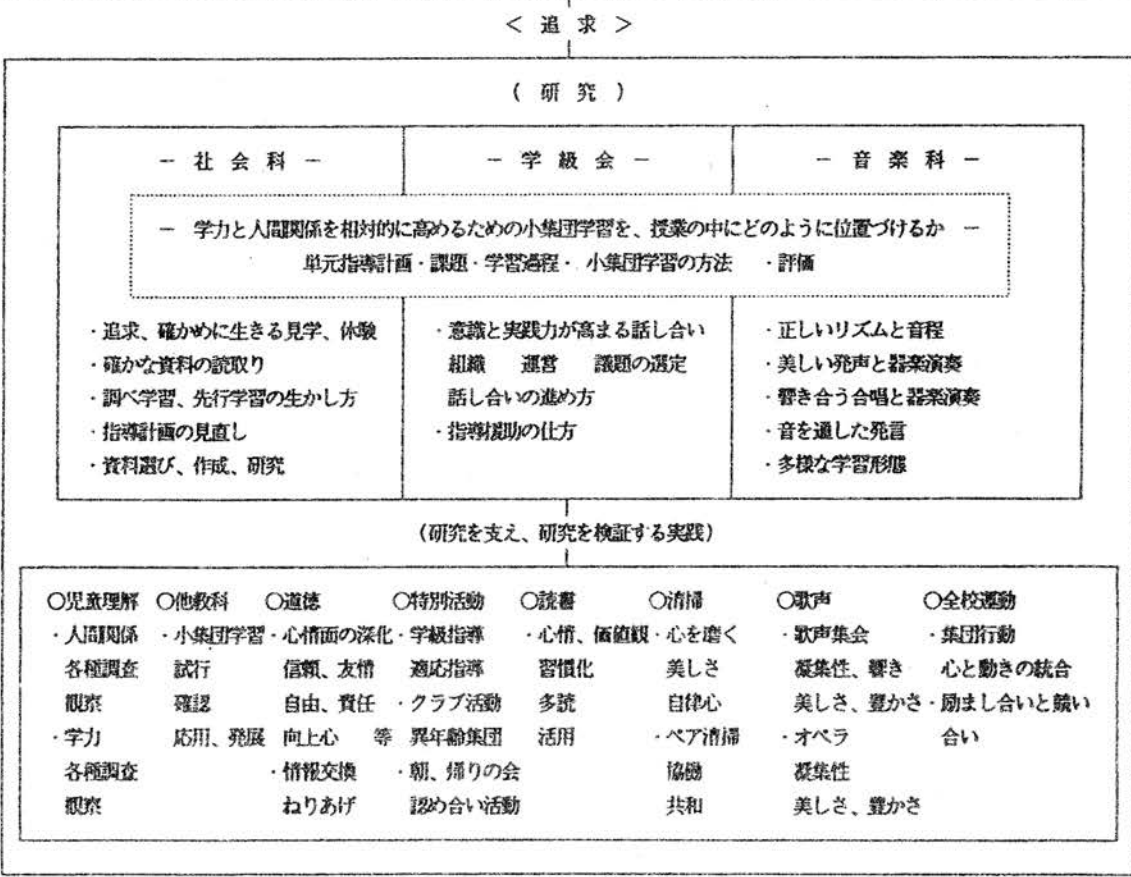 ＜ 追 求 ＞
( 研 究 )
－ 社 会 科 －
－ 学 級 会 －
－ 音 楽 科 －
－ 学力と人間関係を相対的に高めるための小集団学習を、授業の中にどのように位置づけるか －
単元指導計画・課題・学習過程・ 小集団学習の方法 ・評価
・追求、確かめに生きる見学、体験
・確かな資料の読取り
・調べ学習、先行学習の生かし方
・指導計画の見直し
・資料選び、作成、研究
・意識と実践力が高まる話し合い
組織 運営 議題の選定
話し合いの進め方
・指導援助の仕方
・正しいリズムと音程
・美しい発声と器楽演奏
・響き合う合唱と器楽演奏
・音を通した発言
・多様な学習形態
(研究を支え、研究を検証する実践)
○児童理解
・人間関係
各種調査
観察
・学力
各種調査
観察
○他教科
・小集団学習
試行
確認
応用、発展
○道徳
・心情面の深化
信頼、友情
自由、責任
向上心 等
・情報交換
ねりあげ
○特別活動
・学級指導
適応指導
・クラブ活動
異年齢集団
・朝、帰りの会
認め合い活動
○読書
・心情、価値観
習慣化
多読
活用
○清掃
・心を磨く
美しさ
自律心
・ペア清掃
協働
共和
○歌声
・歌声集会
凝集性、響き
美しさ、豊かさ
・オペラ
凝集性
美しさ、豊かさ
○全校運動
・集団行動
心と動きの統合
・励まし合いと競い
合い